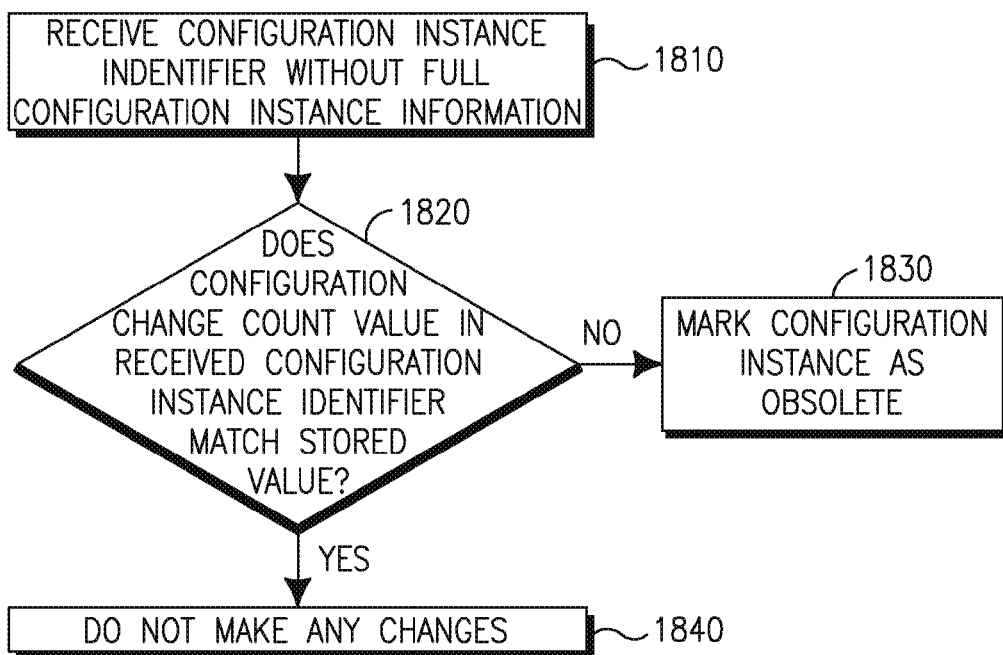 RECEIVE CONFIGURATION INSTANCE
INDENTIFIER WITHOUT FULL
CONFIGURATION INSTANCE INFORMATION
1810
1820
DOES
CONFIGURATION
CHANGE COUNT VALUE IN
RECEIVED CONFIGURATION
INSTANCE IDENTIFIER
MATCH STORED
VALUE?
NO
1830
MARK CONFIGURATION
INSTANCE AS
OBSOLETE
YES
DO NOT MAKE ANY CHANGES
1840